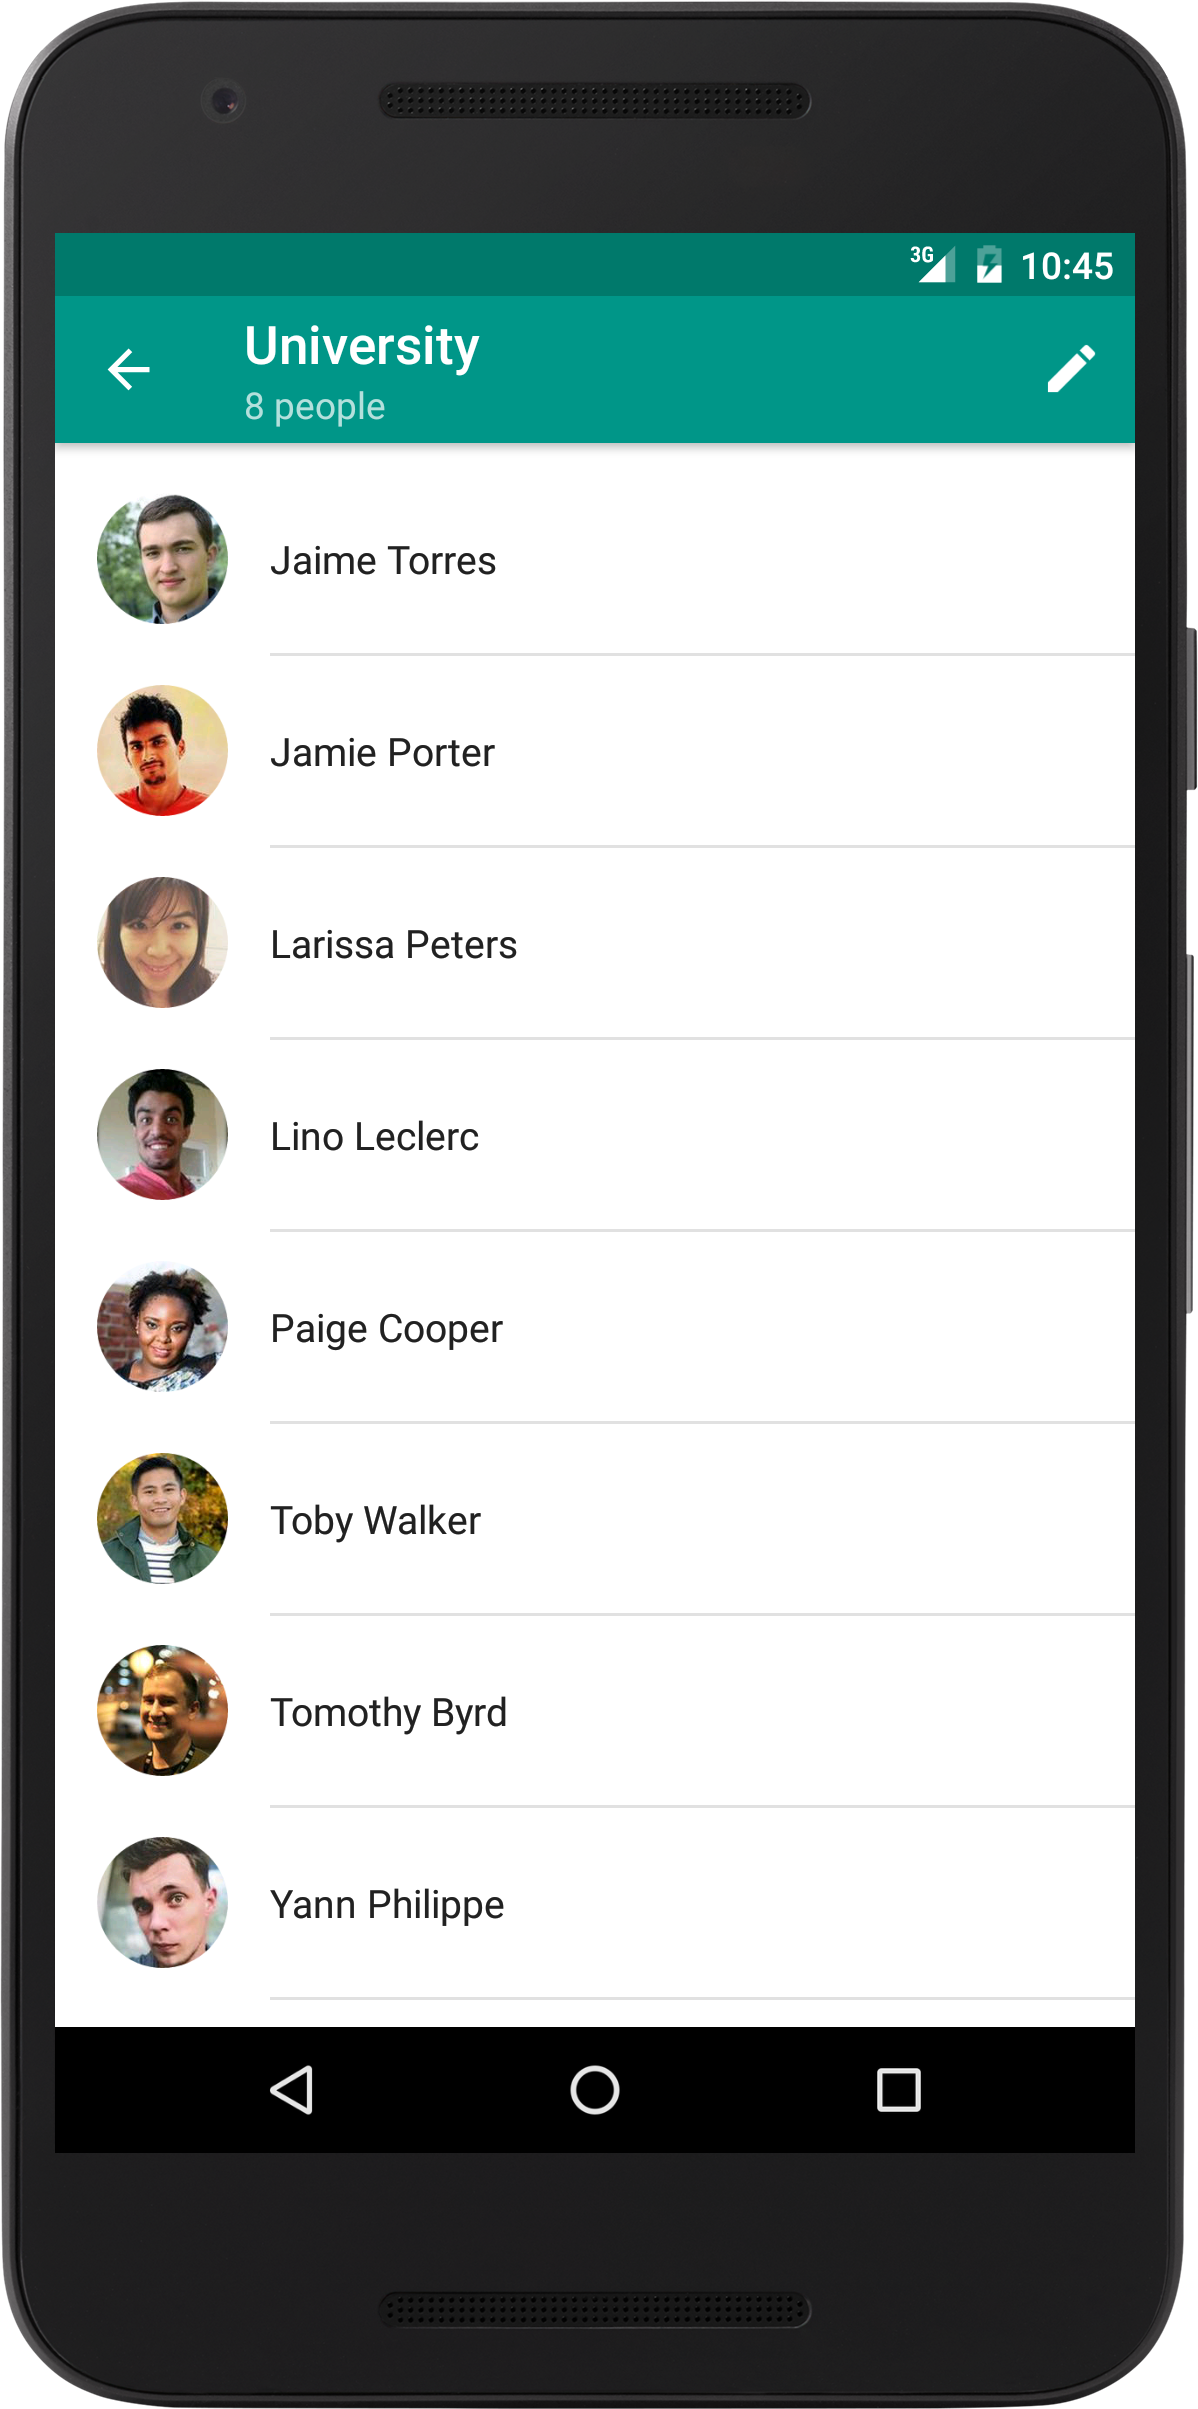 3G 10:45
University
8 people
Jaime Torres
Jamie Porter
Larissa Peters
Lino Leclerc
Paige Cooper
Toby Walker
Tomothy Byrd
Yann Philippe